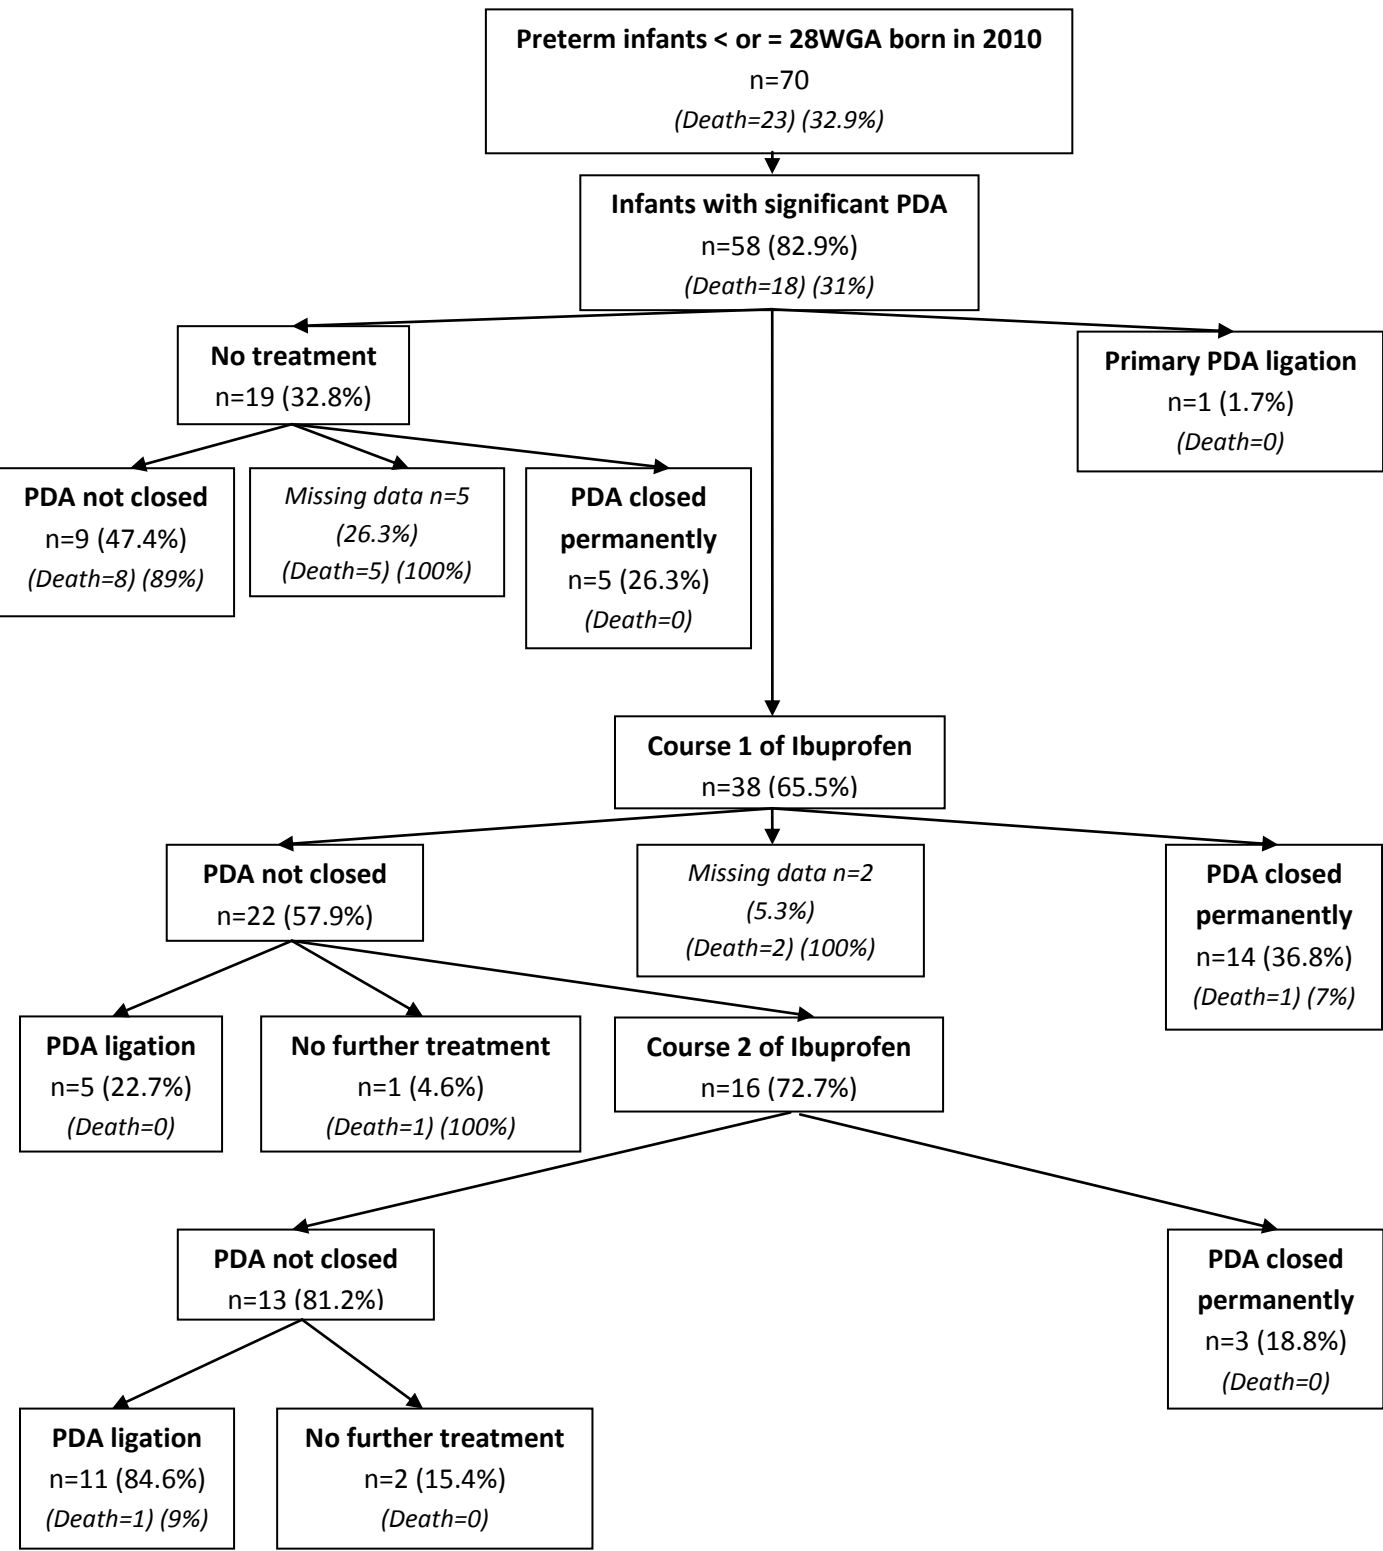 Preterm infants < or = 28WGA born in 2010
n=70
(Death=23) (32.9%)
Infants with significant PDA
n=58 (82.9%)
(Death=18) (31%)
No treatment
n=19 (32.8%)
Primary PDA ligation
n=1 (1.7%)
(Death=0)
PDA not closed
n=9 (47.4%)
(Death=8) (89%)
Missing data n=5
(26.3%)
(Death=5) (100%)
PDA closed
permanently
n=5 (26.3%)
(Death=0)
Course 1 of Ibuprofen
n=38 (65.5%)
PDA not closed
n=22 (57.9%)
Missing data n=2
(5.3%)
(Death=2) (100%)
PDA closed
permanently
n=14 (36.8%)
(Death=1) (7%)
PDA ligation
n=5 (22.7%)
(Death=0)
No further treatment
n=1 (4.6%)
(Death=1) (100%)
Course 2 of Ibuprofen
n=16 (72.7%)
PDA not closed
n=13 (81.2%)
PDA closed
permanently
n=3 (18.8%)
(Death=0)
PDA ligation
n=11 (84.6%)
(Death=1) (9%)
No further treatment
n=2 (15.4%)
(Death=0)